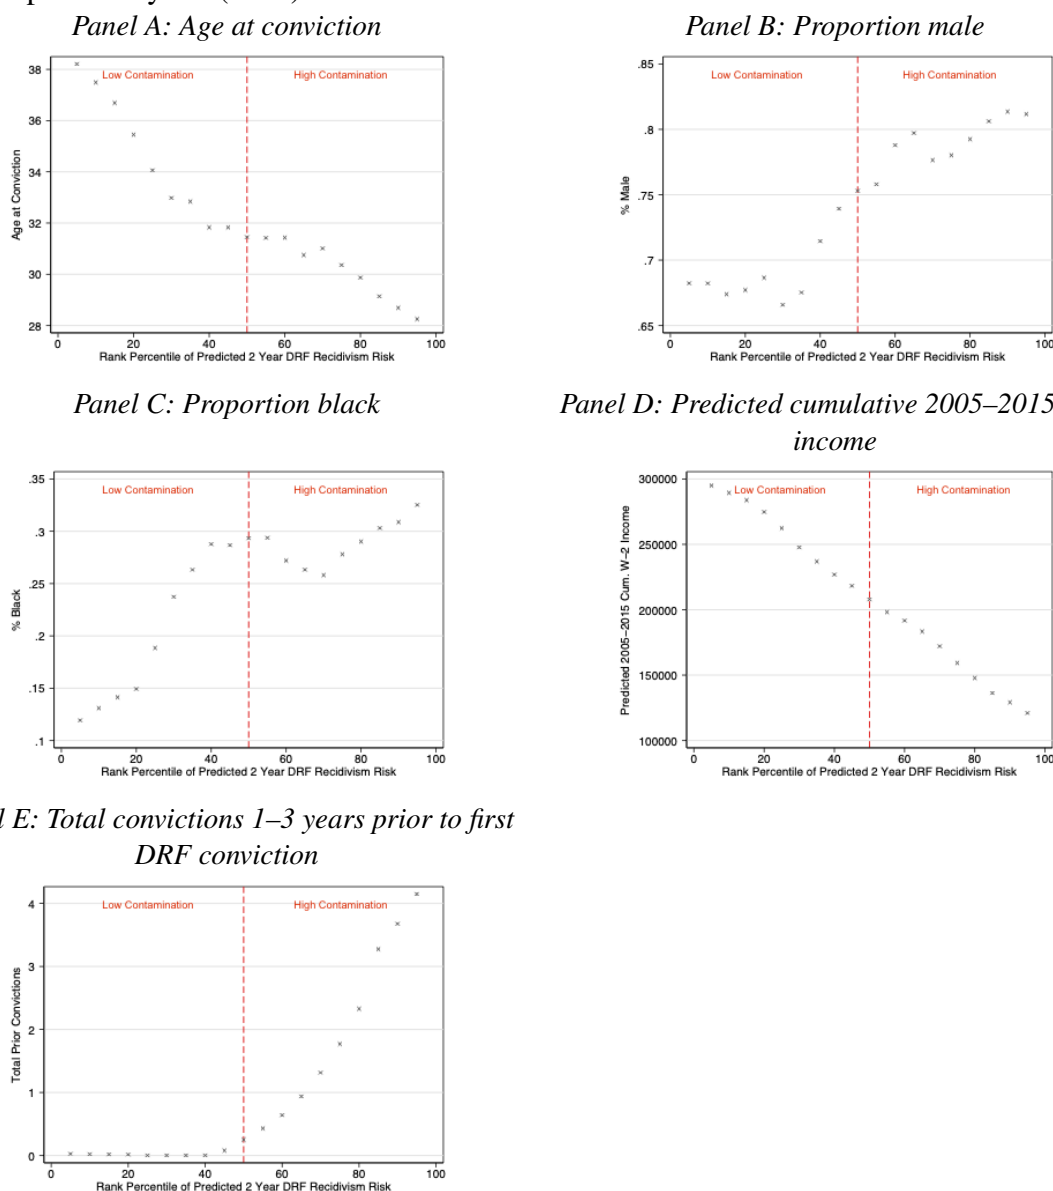 Panel A: Age at conviction
38
36
34
32
30
28
Age at Conviction
Low Contamination
High Contamination
0 20 40 60 80 100
Rank Percentile of Predicted 2 Year DRF Recidivism Risk
Panel B: Proportion male
.85
.8
.75
.7
.65
% Male
Low Contamination
High Contamination
0 20 40 60 80 100
Rank Percentile of Predicted 2 Year DRF Recidivism Risk
Panel C: Proportion black
.35
.3
.25
.2
.15
.1
% Black
Low Contamination
High Contamination
0 20 40 60 80 100
Rank Percentile of Predicted 2 Year DRF Recidivism Risk
Panel D: Predicted cumulative 2005–2015
income
300000
250000
200000
150000
100000
Predicted 2005–2015 Cum. W–2 Income
Low Contamination
High Contamination
0 20 40 60 80 100
Rank Percentile of Predicted 2 Year DRF Recidivism Risk
E: Total convictions 1–3 years prior to first
DRF conviction
4
3
2
1
0
Total Prior Convictions
Low Contamination
High Contamination
0 20 40 60 80 100
Rank Percentile of Predicted 2 Year DRF Recidivism Risk